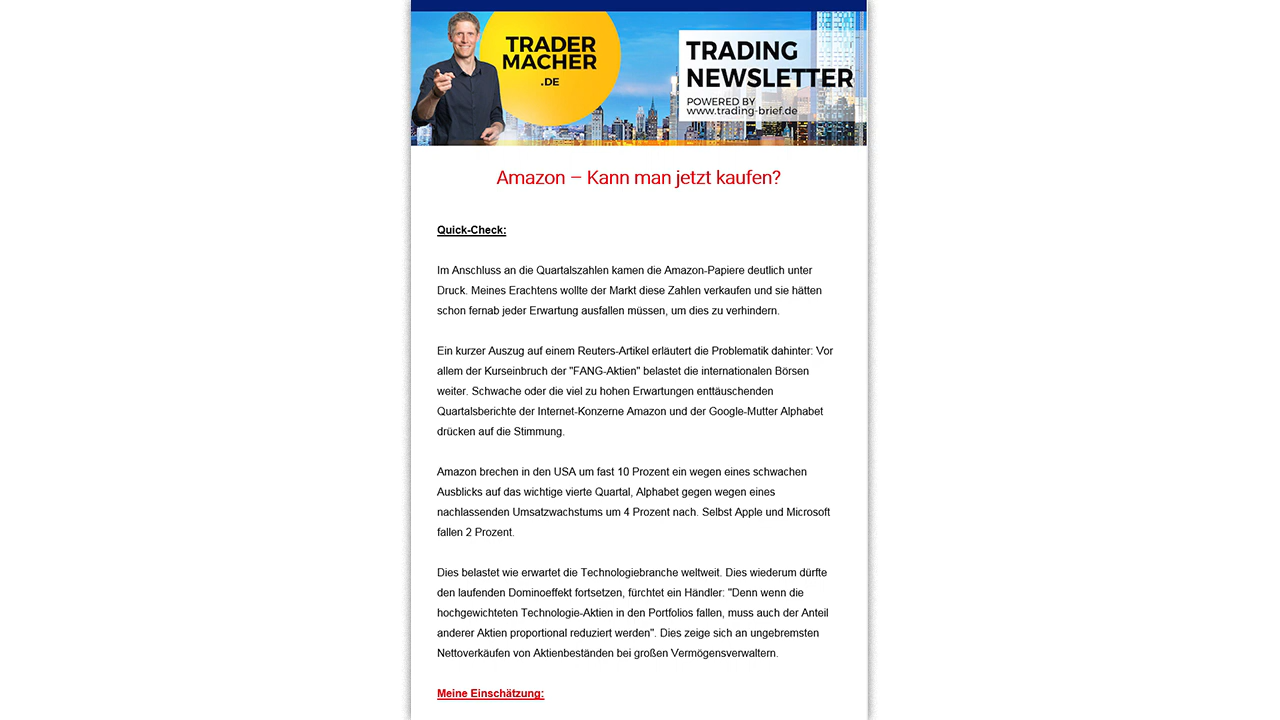 TRADER
MACHER
.DE
TRADING
NEWSLETTER
POWERED BY
www.trading-brief.de
Amazon – Kann man jetzt kaufen?
Quick-Check:
Im Anschluss an die Quartalszahlen kamen die Amazon-Papiere deutlich unter
Druck. Meines Erachtens wollte der Markt diese Zahlen verkaufen und sie hätten
schon fernab jeder Erwartung ausfallen müssen, um dies zu verhindern.
Ein kurzer Auszug auf einem Reuters-Artikel erläutert die Problematik dahinter: Vor
allem der Kurseinbruch der "FANG-Aktien" belastet die internationalen Börsen
weiter. Schwache oder die viel zu hohen Erwartungen enttäuschenden
Quartalsberichte der Internet-Konzerne Amazon und der Google-Mutter Alphabet
drücken auf die Stimmung.
Amazon brechen in den USA um fast 10 Prozent ein wegen eines schwachen
Ausblicks auf das wichtige vierte Quartal, Alphabet gegen wegen eines
nachlassenden Umsatzwachstums um 4 Prozent nach. Selbst Apple und Microsoft
fallen 2 Prozent.
Dies belastet wie erwartet die Technologiebranche weltweit. Dies wiederum dürfte
den laufenden Dominoeffekt fortsetzen, fürchtet ein Händler: "Denn wenn die
hochgewichteten Technologie-Aktien in den Portfolios fallen, muss auch der Anteil
anderer Aktien proportional reduziert werden". Dies zeige sich an ungebremsten
Nettoverkäufen von Aktienbeständen bei großen Vermögensverwaltern.
Meine Einschätzung: